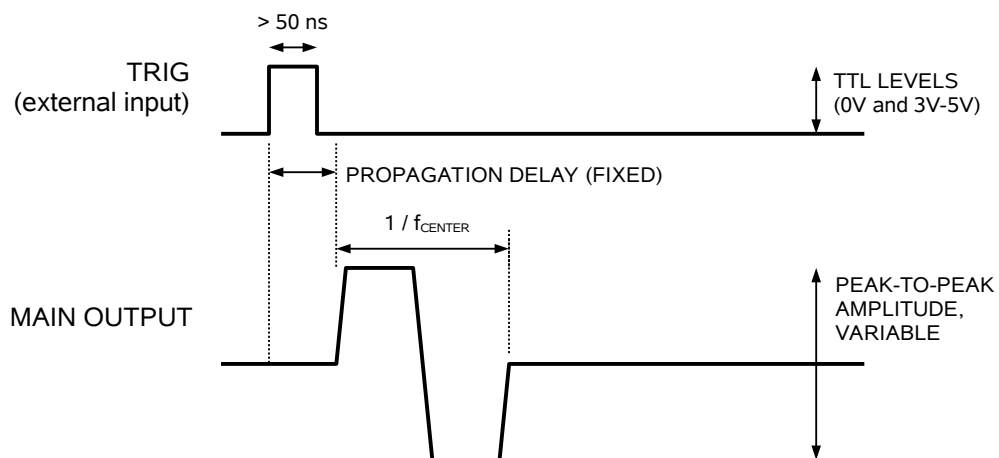 > 50 ns
TRIG
(external input)
TTL LEVELS
(0V and 3V-5V)
PROPAGATION DELAY (FIXED)
1 / fCENTER
MAIN OUTPUT
PEAK-TO-PEAK
AMPLITUDE,
VARIABLE